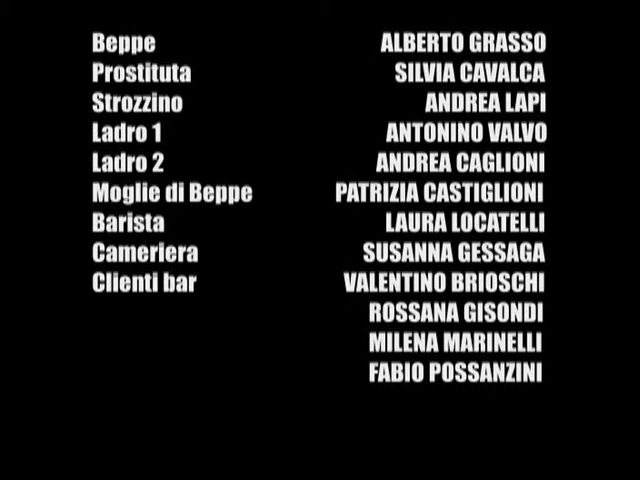 Beppe ALBERTO GRASSO
Prostituta SILVIA CAVALCA
Strozzino ANDREA LAPI
Ladro 1 ANTONINO VALVO
Ladro 2 ANDREA CAGLIONI
Moglie di Beppe PATRIZIA CASTIGLIONI
Barista LAURA LOCATELLI
Cameriera SUSANNA GESSAGA
Clienti bar VALENTINO BRIOSCHI
ROSSANA GISONDI
MILENA MARINELLI
FABIO POSSANZINI